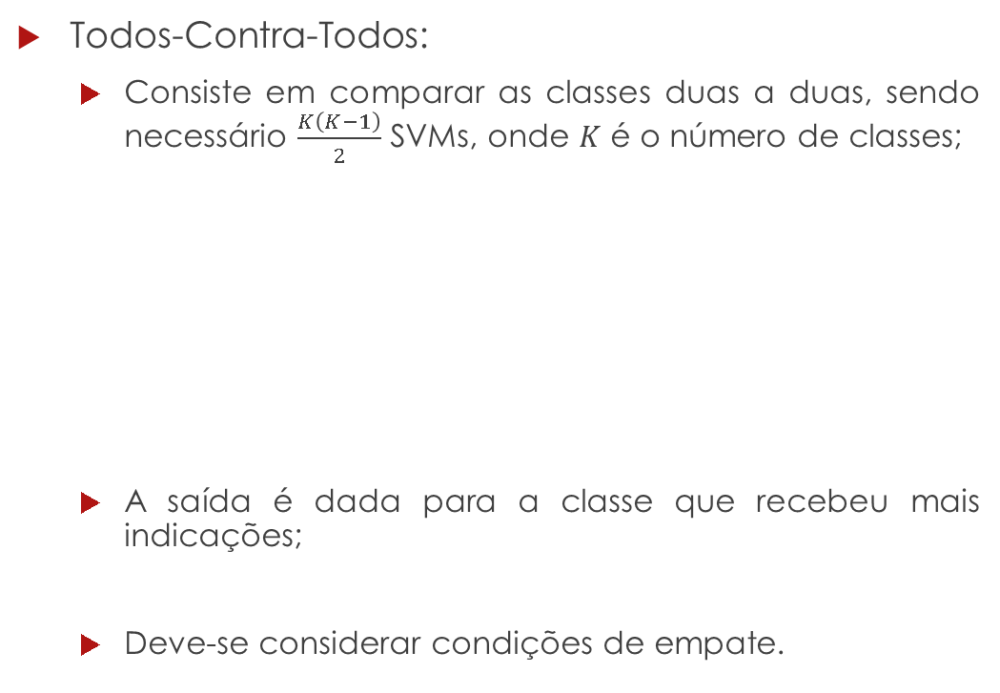 Todos-Contra-Todos:
Consiste em comparar as classes duas a duas, sendo
necessário K(K−1)/2 SVMs, onde K é o número de classes;
A saída é dada para a classe que recebeu mais
indicações;
Deve-se considerar condições de empate.